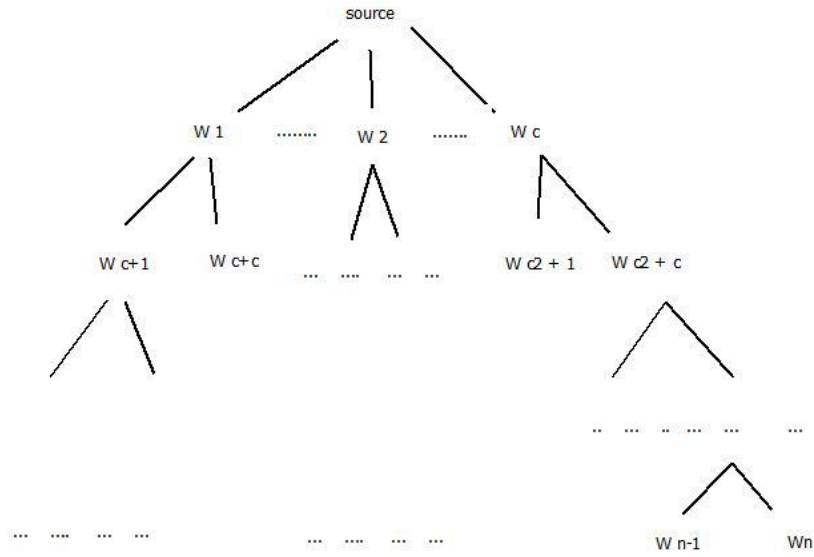 source
W 1 ........ W 2 ....... W c
W c+1 W c+c ... .... ... ... W c2 + 1 W c2 + c
.. ... .. ... ... ...
... .... ... ... ... .... ... ... W n-1 Wn